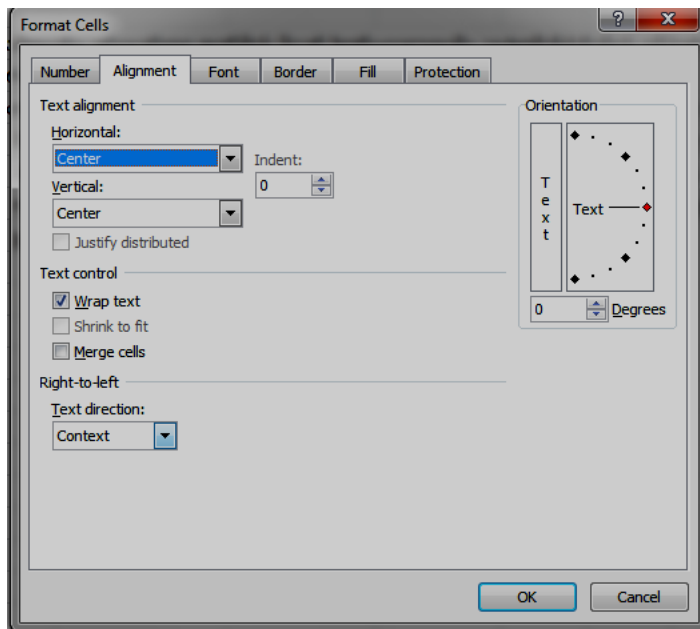 Format Cells
Number Alignment Font Border Fill Protection
Text alignment
Horizontal:
Center
Indent:
0
Vertical:
Center
Justify distributed
Text control
Wrap text
Shrink to fit
Merge cells
Right-to-left
Text direction:
Context
Orientation
Text
Text
0 Degrees
OK Cancel